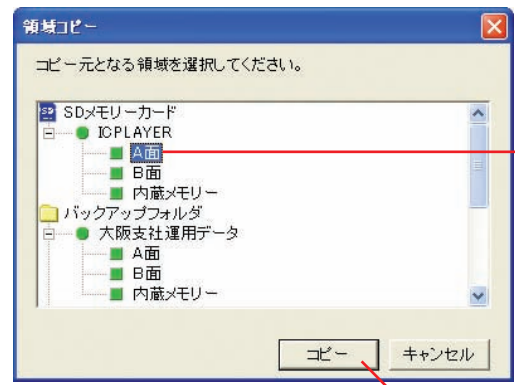 領域コピー
コピー元となる領域を選択してください。
SDメモリーカード
ICPLAYER
A面
B面
内蔵メモリー
バックアップフォルダ
大阪支社運用データ
A面
B面
内蔵メモリー
コピー
キャンセル